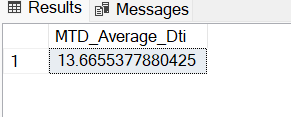 Results Messages
MTD_Average_Dti
1 13.6655377880425